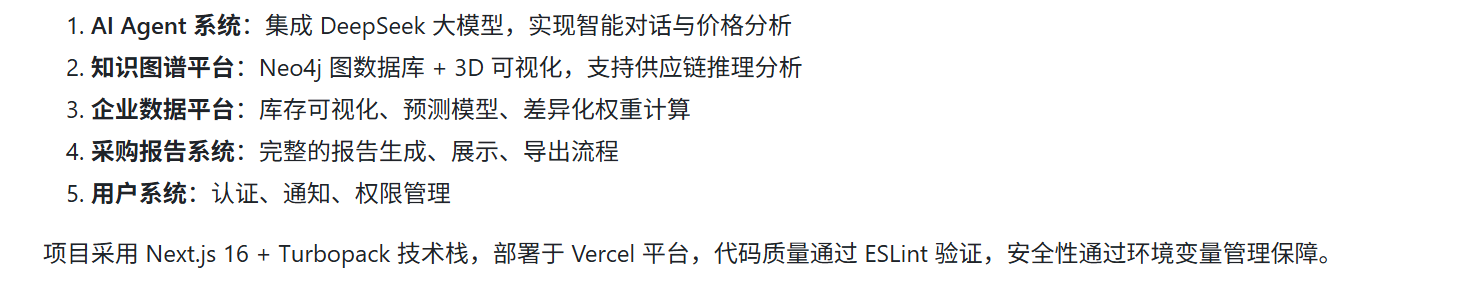 1. AI Agent 系统：集成 DeepSeek 大模型，实现智能对话与价格分析
2. 知识图谱平台：Neo4j 图数据库 + 3D 可视化，支持供应链推理分析
3. 企业数据平台：库存可视化、预测模型、差异化权重计算
4. 采购报告系统：完整的报告生成、展示、导出流程
5. 用户系统：认证、通知、权限管理
项目采用 Next.js 16 + Turbopack 技术栈，部署于 Vercel 平台，代码质量通过 ESLint 验证，安全性通过环境变量管理保障。